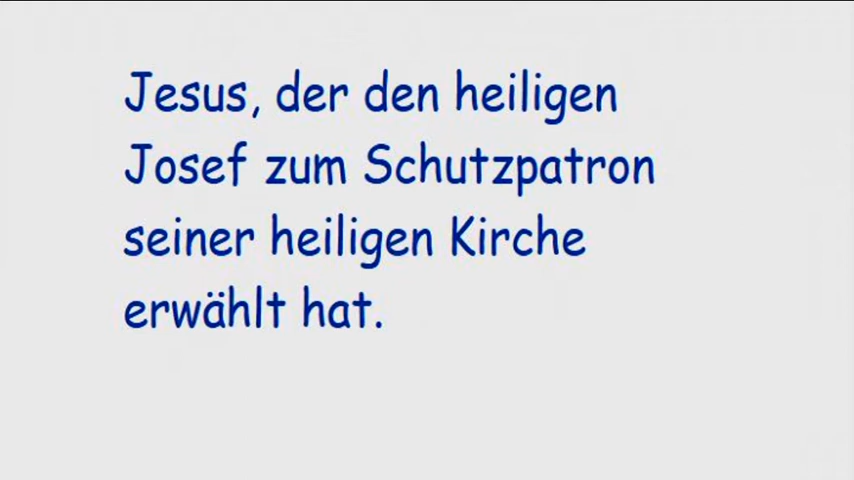 Jesus, der den heiligen
Josef zum Schutzpatron
seiner heiligen Kirche
erwählt hat.